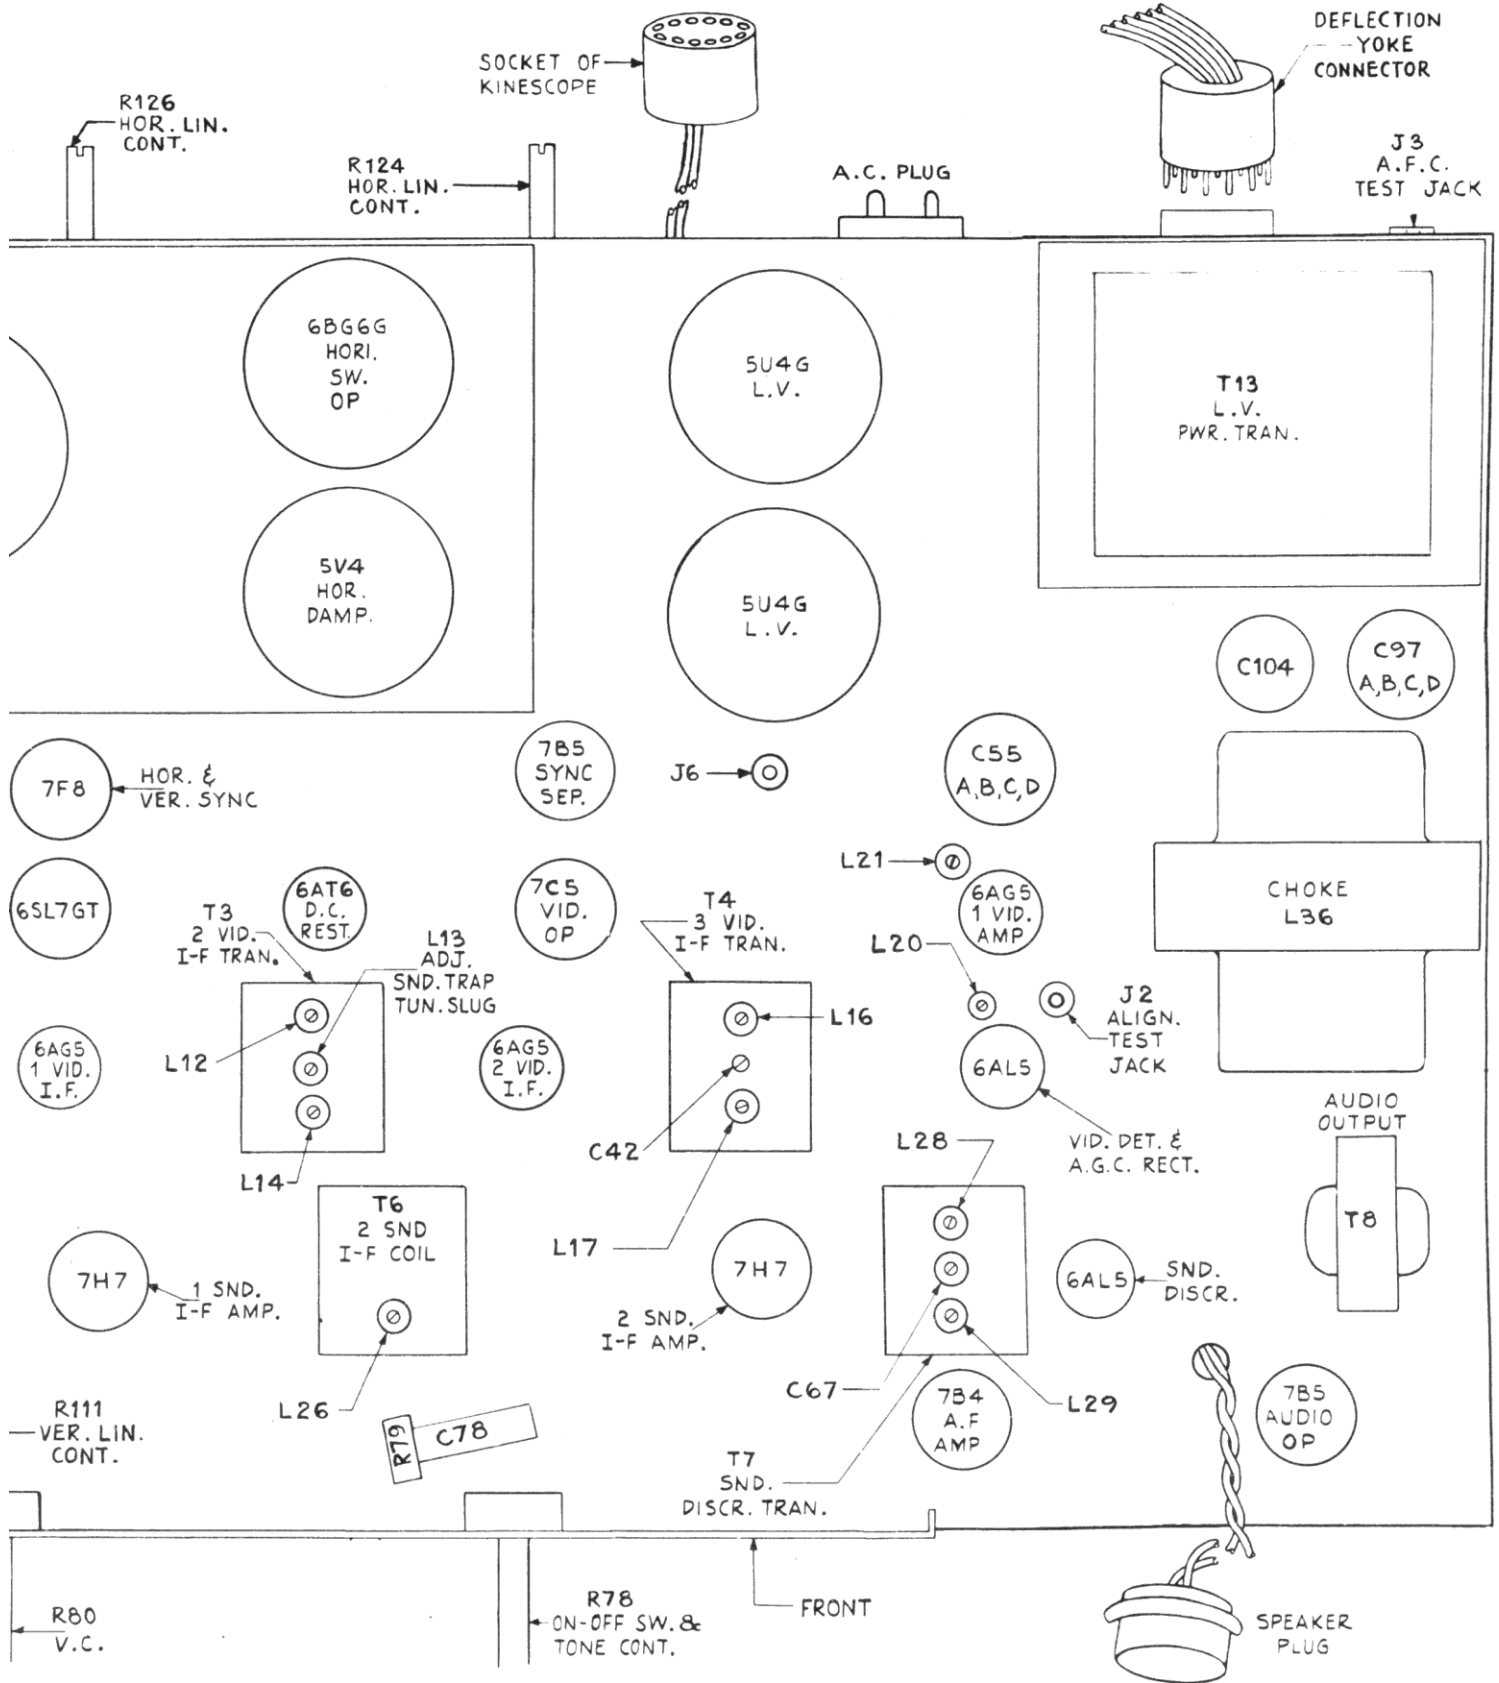 DEFLECTION
YOKE
CONNECTOR
SOCKET OF
KINESCOPE
R126
HOR. LIN.
CONT.
R124
HOR. LIN.
CONT.
A.C. PLUG
J3
A.F.C.
TEST JACK
6BG6G
HORI.
SW.
OP
5U4G
L.V.
T13
L.V.
PWR. TRAN.
5V4
HOR.
DAMP.
5U4G
L.V.
C104
C97
A,B,C,D
7F8
HOR. &
VER. SYNC
7B5
SYNC
SEP.
J6
C55
A,B,C,D
L21
6SL7GT
T3
2 VID.
I-F TRAN.
6AT6
D.C.
REST.
L13
ADJ.
SND. TRAP
TUN. SLUG
7C5
VID.
OP
T4
3 VID.
I-F TRAN.
6AG5
1 VID.
AMP
L20
CHOKE
L36
J2
ALIGN.
TEST
JACK
6AG5
1 VID.
I.F.
L12
6AG5
2 VID.
I.F.
L16
6AL5
C42
L14
L28
VID. DET. &
A.G.C. RECT.
AUDIO
OUTPUT
T8
T6
2 SND
I-F COIL
L17
7H7
1 SND.
I-F AMP.
7H7
2 SND.
I-F AMP.
6AL5
SND.
DISCR.
L26
C67
L29
R111
VER. LIN.
CONT.
R79
C78
7B4
A.F
AMP
7B5
AUDIO
OP
T7
SND.
DISCR. TRAN.
R80
V.C.
R78
ON-OFF SW. &
TONE CONT.
FRONT
SPEAKER
PLUG